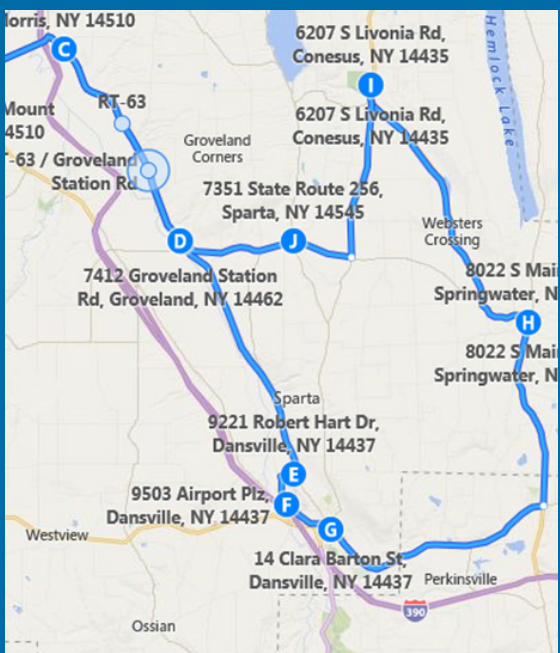 Morris, NY 14510
C
6207 S Livonia Rd,
Conesus, NY 14435
Hemlock Lake
I
RT-63
Mount
14510
6207 S Livonia Rd,
Conesus, NY 14435
Groveland
Corners
T-63 / Groveland
Station Rd
7351 State Route 256,
Sparta, NY 14545
Websters
Crossing
D
J
7412 Groveland Station
Rd, Groveland, NY 14462
8022 S Mai
Springwater, N
H
8022 S Mai
Springwater, N
Sparta
9221 Robert Hart Dr,
Dansville, NY 14437
E
9503 Airport Plz,
Dansville, NY 14437
F
G
Westview
14 Clara Barton St,
Dansville, NY 14437
Perkinsville
390
Ossian